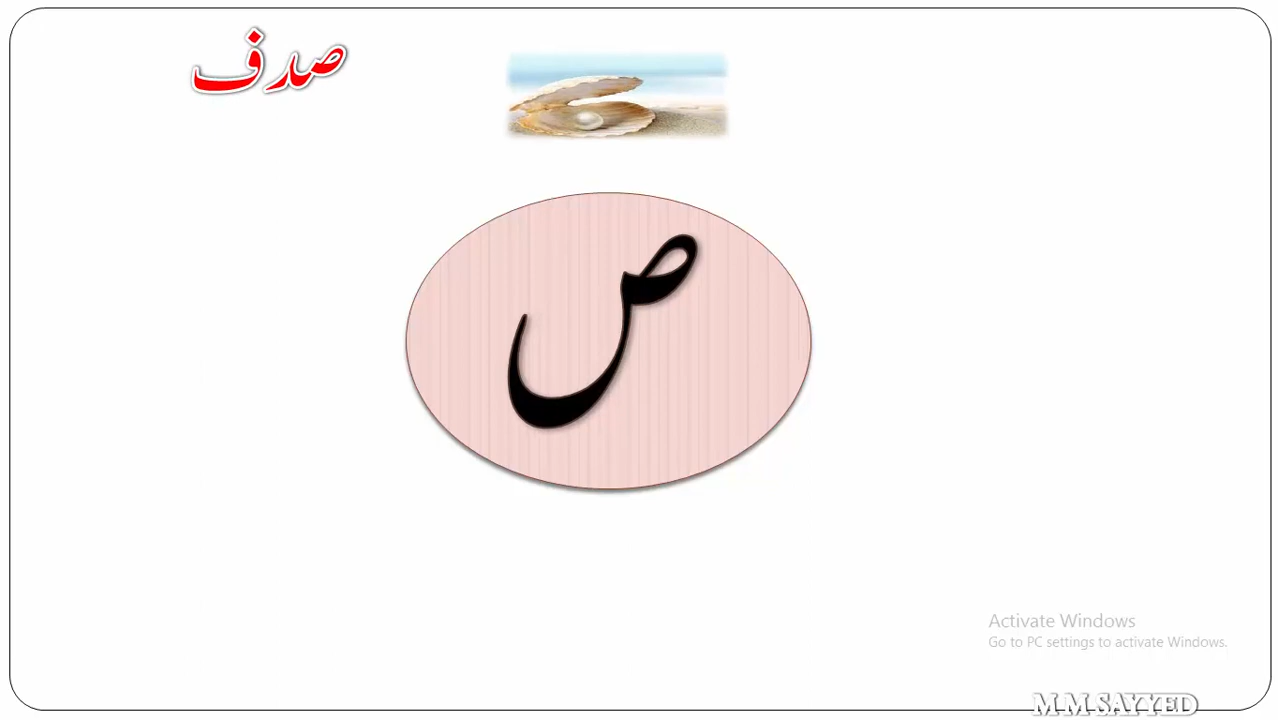 صدف
ص
Activate Windows
Go to PC settings to activate Windows.
M M SAYYED